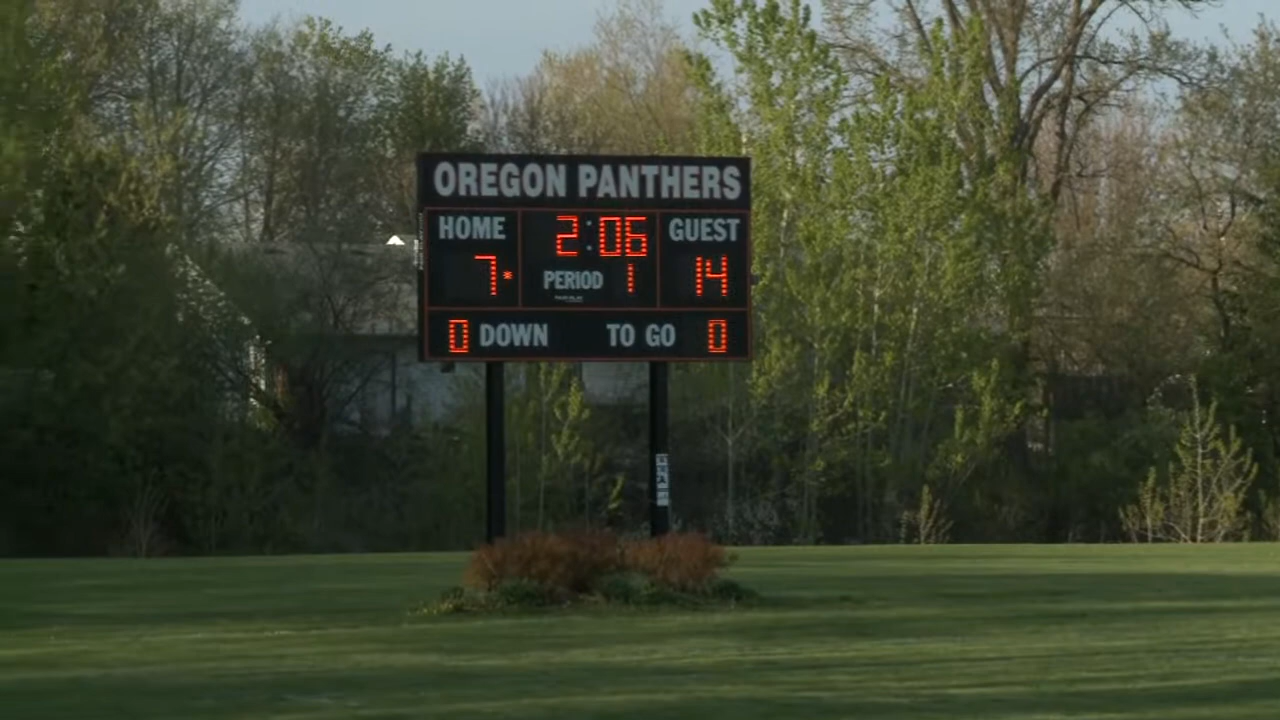 OREGON PANTHERS
HOME 2:06 GUEST
7 PERIOD 1 14
0 DOWN TO GO 0